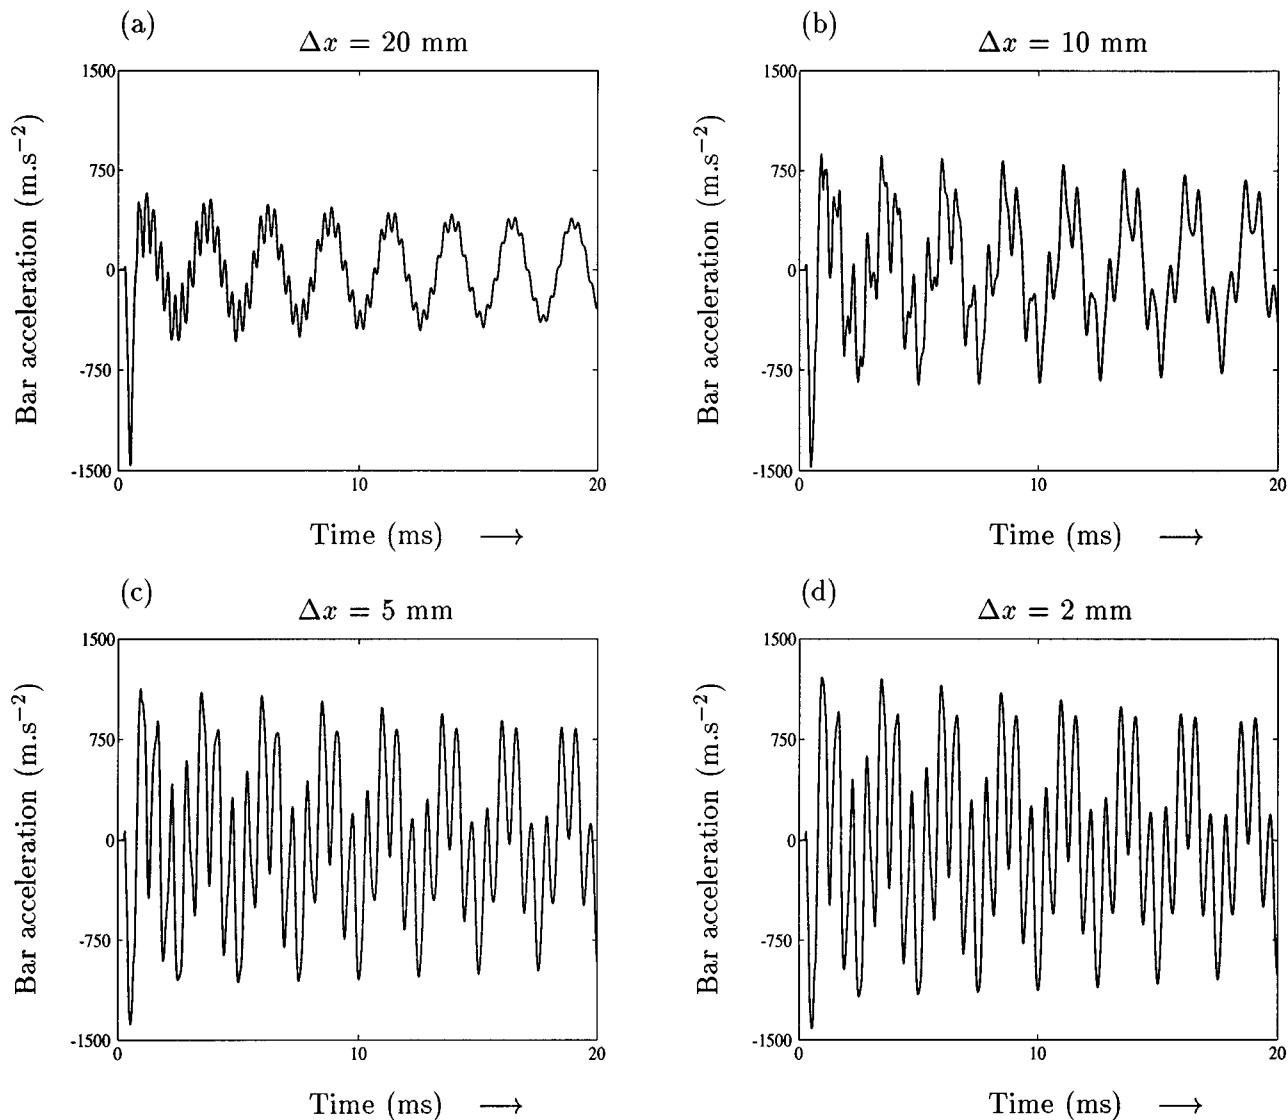 (a)
Δx = 20 mm
1500
750
0
-750
-1500
Bar acceleration (m.s⁻²)
0 10 20
Time (ms) →
(b)
Δx = 10 mm
1500
750
0
-750
-1500
Bar acceleration (m.s⁻²)
0 10 20
Time (ms) →
(c)
Δx = 5 mm
1500
750
0
-750
-1500
Bar acceleration (m.s⁻²)
0 10 20
Time (ms) →
(d)
Δx = 2 mm
1500
750
0
-750
-1500
Bar acceleration (m.s⁻²)
0 10 20
Time (ms) →